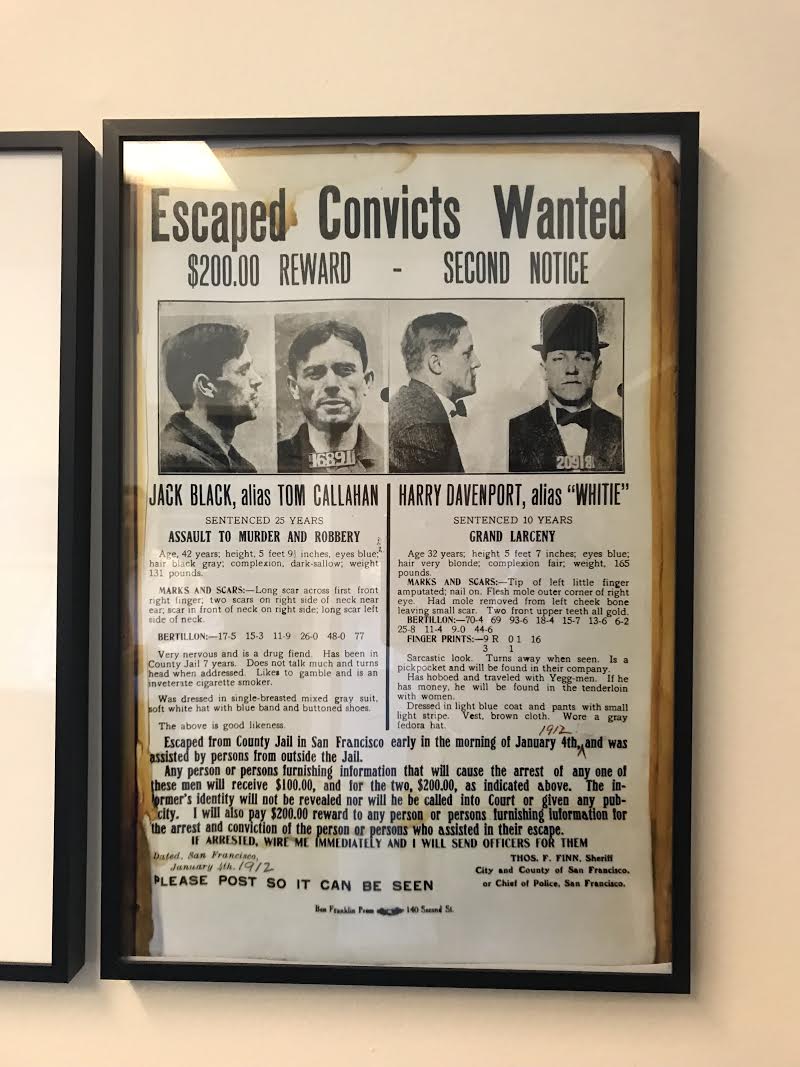 Escaped Convicts Wanted
$200.00 REWARD - SECOND NOTICE
16891
20918
JACK BLACK, alias TOM CALLAHAN
SENTENCED 25 YEARS
ASSAULT TO MURDER AND ROBBERY
Age, 42 years; height, 5 feet 9½ inches, eyes blue;
hair black gray; complexion, dark-sallow; weight
131 pounds.
MARKS AND SCARS:—Long scar across first front
right finger; two scars on right side of neck near
ear; scar in front of neck on right side; long scar left
side of neck.
BERTILLON:—17-5 15-3 11-9 26-0 48-0 77
Very nervous and is a drug fiend. Has been in
County Jail 7 years. Does not talk much and turns
head when addressed. Likes to gamble and is an
inveterate cigarette smoker.
Was dressed in single-breasted mixed gray suit,
soft white hat with blue band and buttoned shoes.
The above is good likeness.
HARRY DAVENPORT, alias "WHITIE"
SENTENCED 10 YEARS
GRAND LARCENY
Age 32 years; height 5 feet 7 inches; eyes blue;
hair very blonde; complexion fair; weight, 165
pounds.
MARKS AND SCARS:—Tip of left little finger
amputated; nail on. Flesh mole outer corner of right
eye. Had mole removed from left cheek bone
leaving small scar. Two front upper teeth all gold.
BERTILLON:—70-4 69 93-6 18-4 15-7 13-6 6-2
25-8 11-4 9-0 44-6
FINGER PRINTS:—9 R 0 1 16
3 1
Sarcastic look. Turns away when seen. Is a
pickpocket and will be found in their company.
Has hoboed and traveled with Yegg-men. If he
has money, he will be found in the tenderloin
with women.
Dressed in light blue coat and pants with small
light stripe. Vest, brown cloth. Wore a gray
fedora hat.
1912
Escaped from County Jail in San Francisco early in the morning of January 4th, and was
assisted by persons from outside the Jail.
Any person or persons furnishing information that will cause the arrest of any one of
these men will receive $100.00, and for the two, $200.00, as indicated above. The in-
former's identity will not be revealed nor will he be called into Court or given any pub-
city. I will also pay $200.00 reward to any person or persons furnishing information for
the arrest and conviction of the person or persons who assisted in their escape.
IF ARRESTED, WIRE ME IMMEDIATELY AND I WILL SEND OFFICERS FOR THEM
Dated, San Francisco,
January 4th, 1912
THOS. F. FINN, Sheriff
City and County of San Francisco,
or Chief of Police, San Francisco.
PLEASE POST SO IT CAN BE SEEN
Ben Franklin Press 140 Second St.